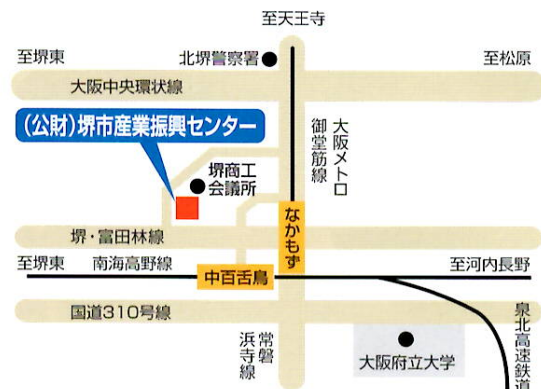 至天王寺
至堺東
北堺警察署
至松原
大阪中央環状線
(公財)堺市産業振興センター
大阪メトロ
御堂筋線
堺商工
会議所
なかもず
堺・富田林線
至堺東
南海高野線
中百舌鳥
至河内長野
国道310号線
常磐
浜寺線
大阪府立大学
泉北高速鉄道